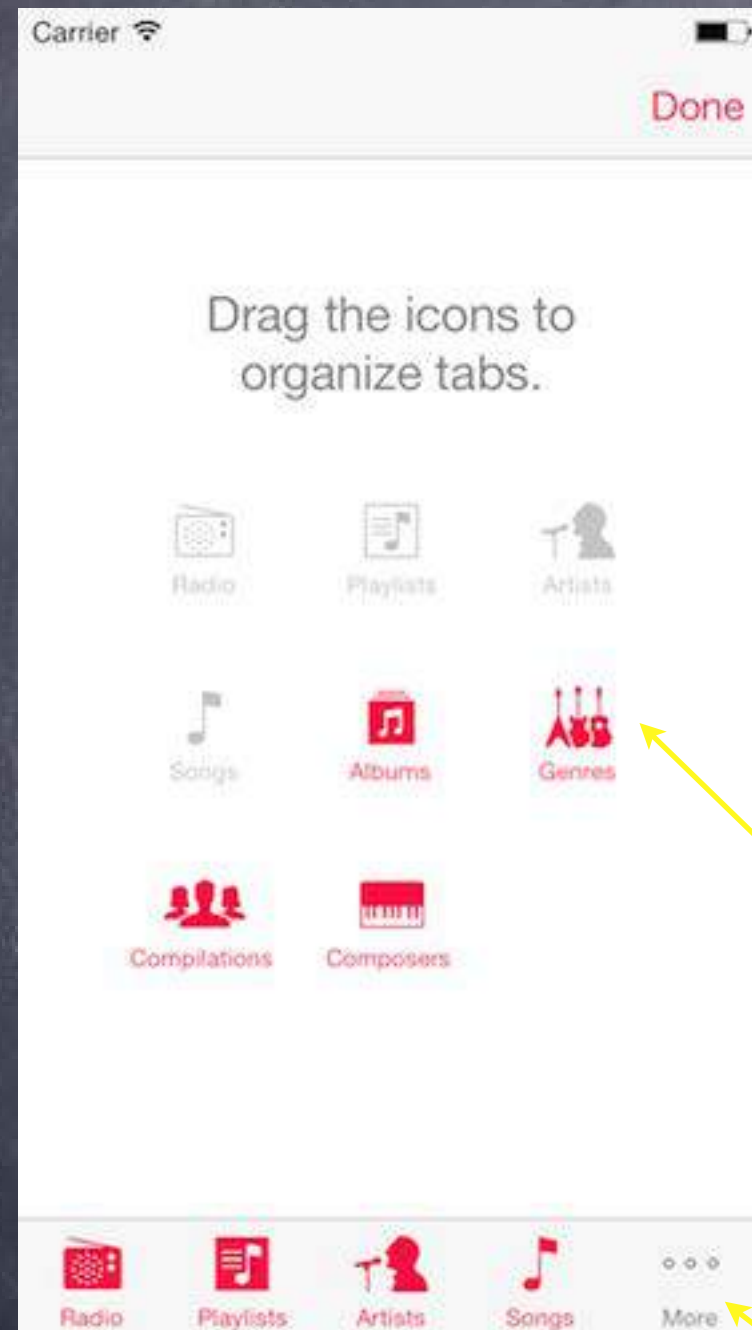 Carrier
Done
Drag the icons to
organize tabs.
Radio Playlists Artists
Songs Albums Genres
Compilations Composers
Radio Playlists Artists Songs More